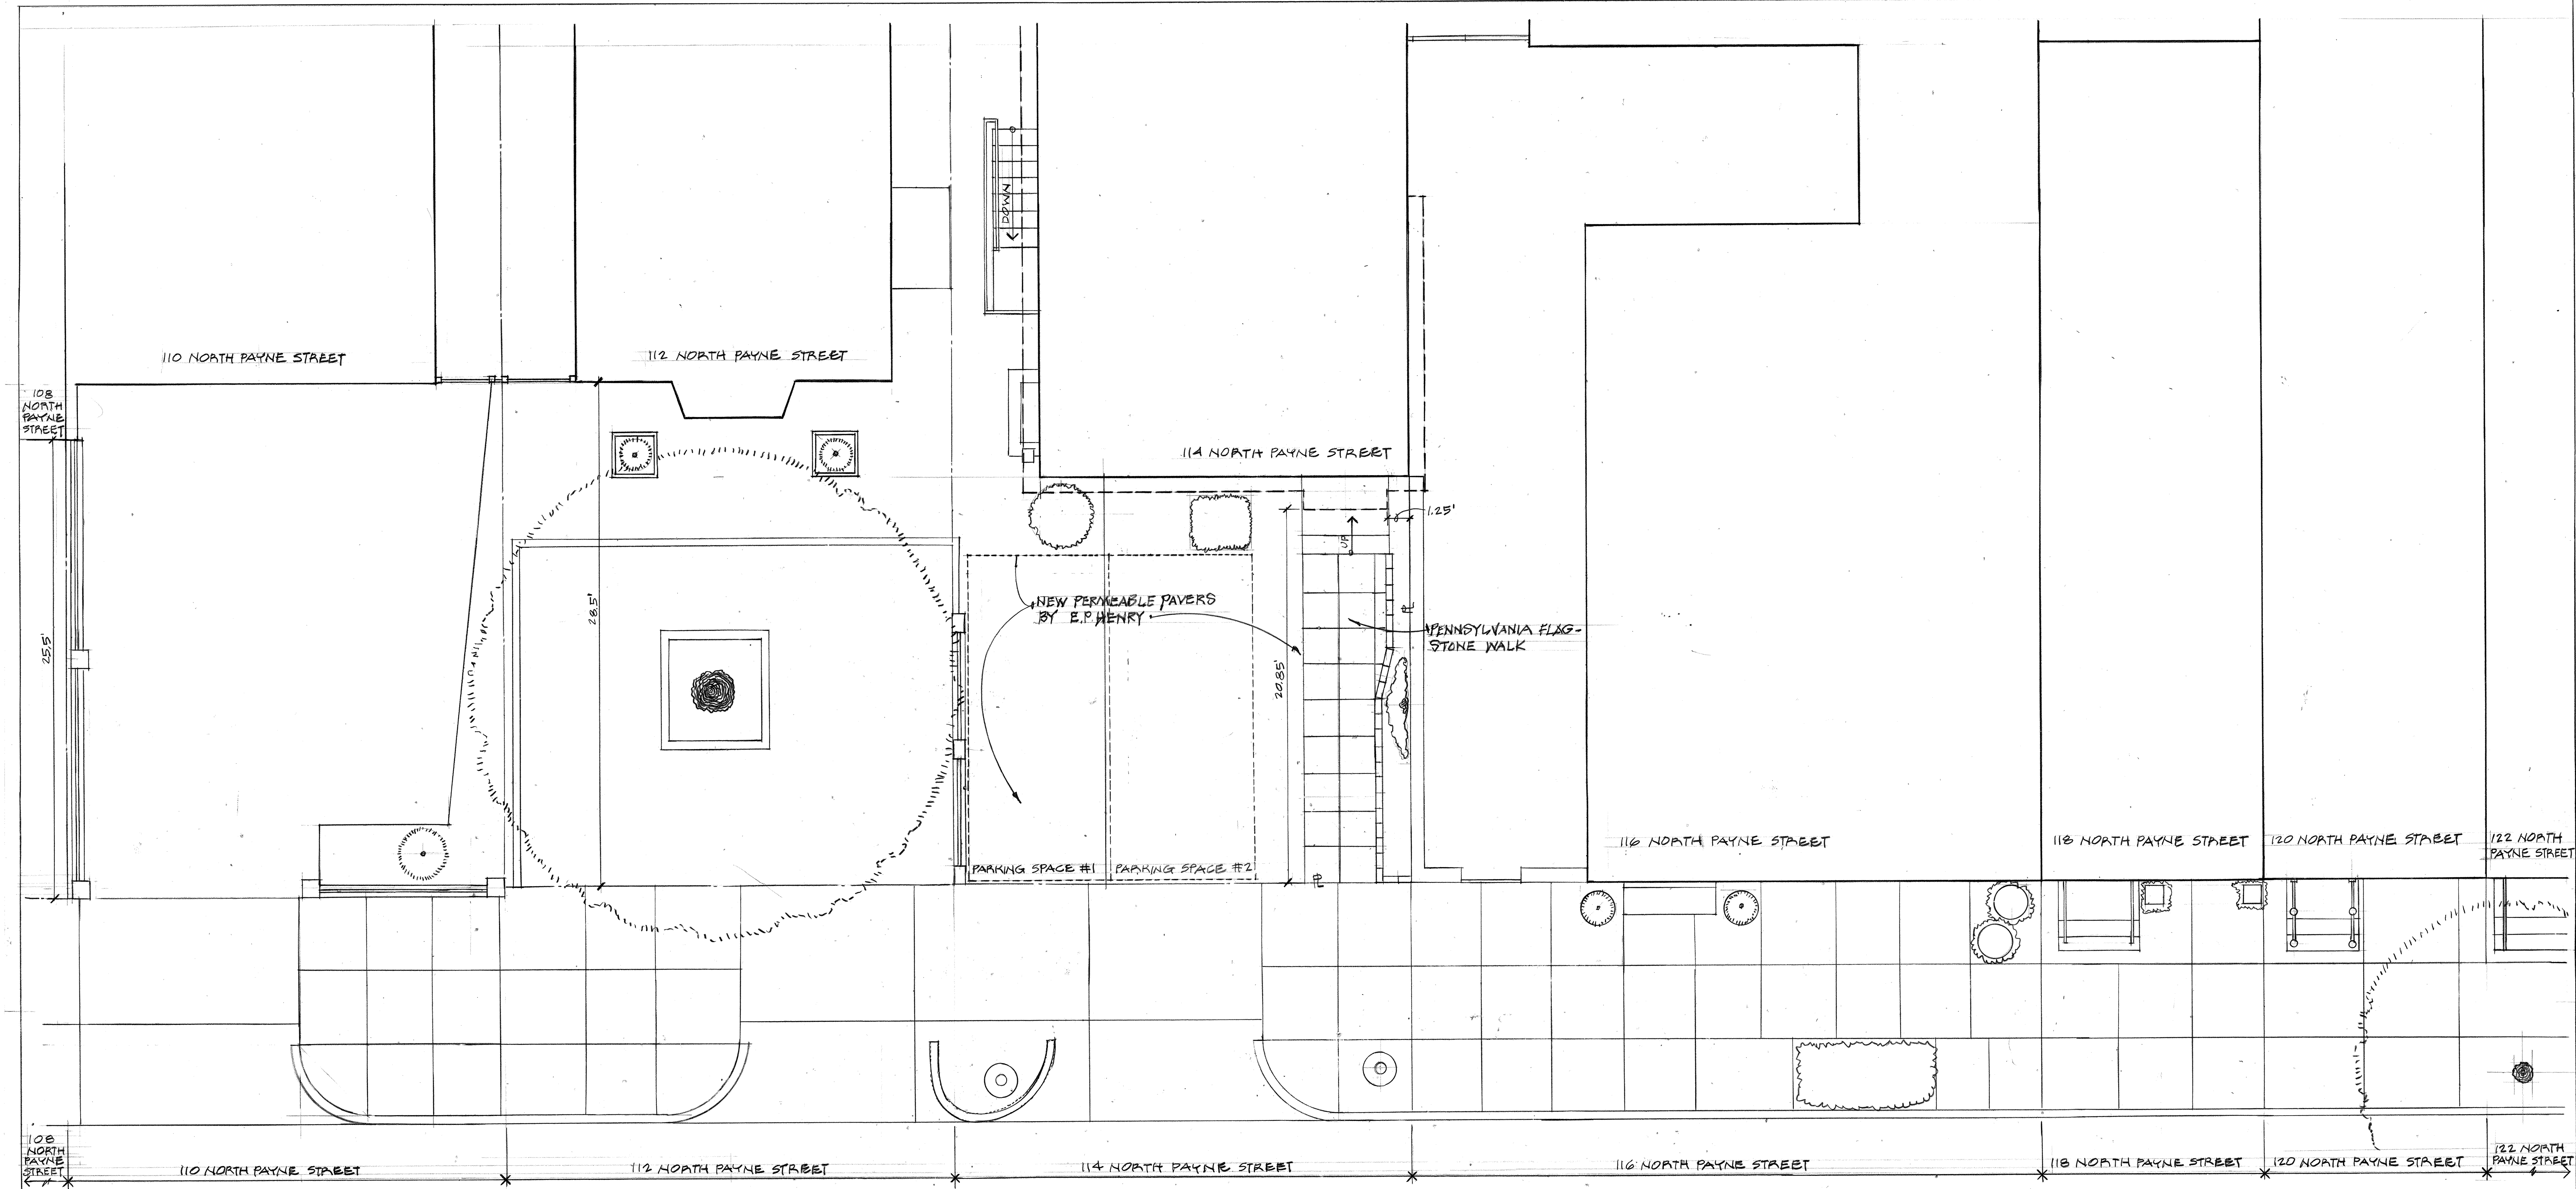 DOWN
110 NORTH PAYNE STREET
112 NORTH PAYNE STREET
108
NORTH
PAYNE
STREET
114 NORTH PAYNE STREET
1.25'
UP
28.5'
NEW PERMEABLE PAVERS
BY E.P. HENRY
PL
PENNSYLVANIA FLAG-
STONE WALK
25.5'
20.85'
116 NORTH PAYNE STREET
118 NORTH PAYNE STREET
120 NORTH PAYNE STREET
122 NORTH
PAYNE STREET
PARKING SPACE #1
PARKING SPACE #2
PL
108
NORTH
PAYNE
STREET
110 NORTH PAYNE STREET
112 NORTH PAYNE STREET
114 NORTH PAYNE STREET
116 NORTH PAYNE STREET
118 NORTH PAYNE STREET
120 NORTH PAYNE STREET
122 NORTH
PAYNE STREET